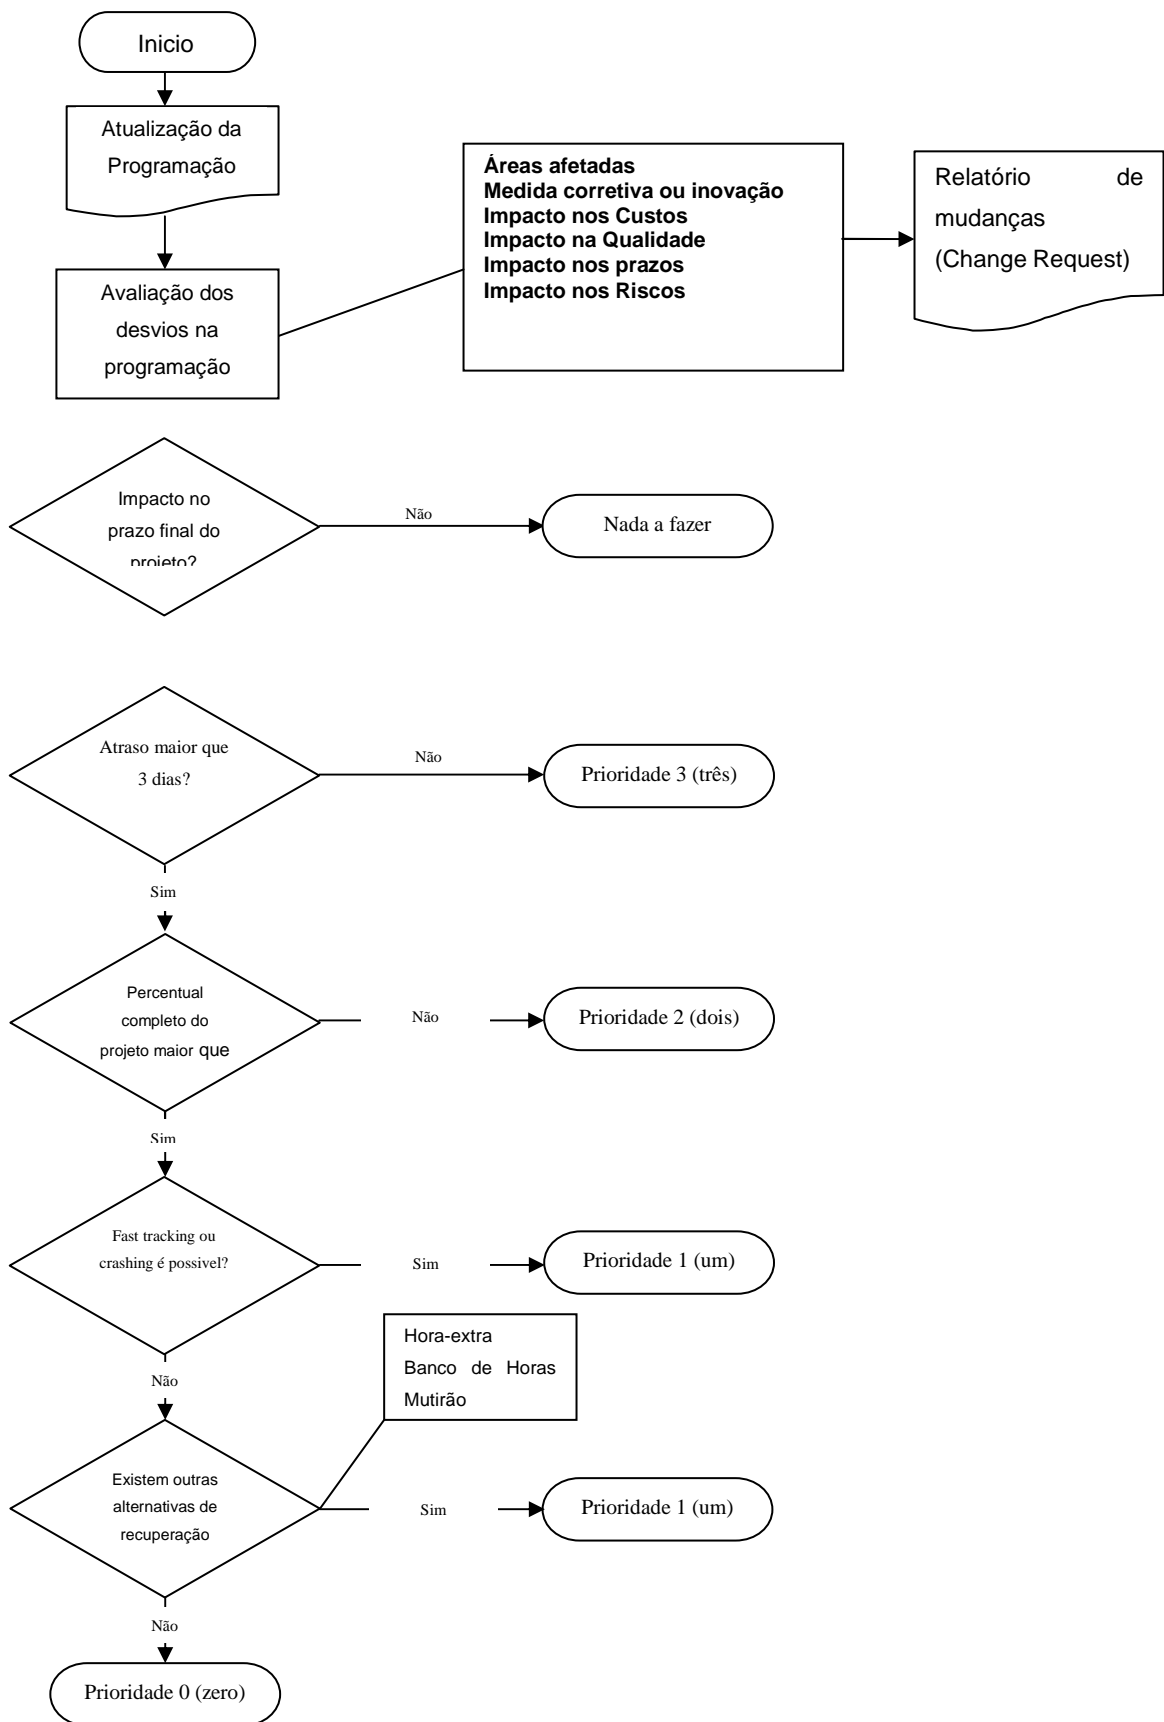 Inicio
Atualização da
Programação
Áreas afetadas
Medida corretiva ou inovação
Impacto nos Custos
Impacto na Qualidade
Impacto nos prazos
Impacto nos Riscos
Relatório de
mudanças
(Change Request)
Avaliação dos
desvios na
programação
Impacto no
prazo final do
projeto?
Não
Nada a fazer
Atraso maior que
3 dias?
Não
Prioridade 3 (três)
Sim
Percentual
completo do
projeto maior que
Não
Prioridade 2 (dois)
Sim
Fast tracking ou
crashing é possivel?
Sim
Prioridade 1 (um)
Hora-extra
Banco de Horas
Mutirão
Não
Existem outras
alternativas de
recuperação
Sim
Prioridade 1 (um)
Não
Prioridade 0 (zero)